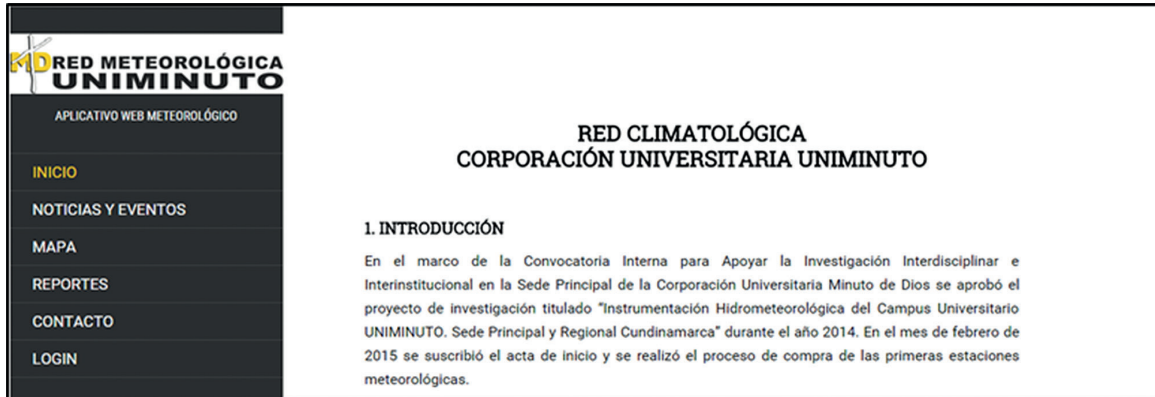 MD RED METEOROLÓGICA
UNIMINUTO
APLICATIVO WEB METEOROLÓGICO
INICIO
NOTICIAS Y EVENTOS
MAPA
REPORTES
CONTACTO
LOGIN
RED CLIMATOLÓGICA
CORPORACIÓN UNIVERSITARIA UNIMINUTO
1. INTRODUCCIÓN
En el marco de la Convocatoria Interna para Apoyar la Investigación Interdisciplinar e
Interinstitucional en la Sede Principal de la Corporación Universitaria Minuto de Dios se aprobó el
proyecto de investigación titulado "Instrumentación Hidrometeorológica del Campus Universitario
UNIMINUTO. Sede Principal y Regional Cundinamarca" durante el año 2014. En el mes de febrero de
2015 se suscribió el acta de inicio y se realizó el proceso de compra de las primeras estaciones
meteorológicas.